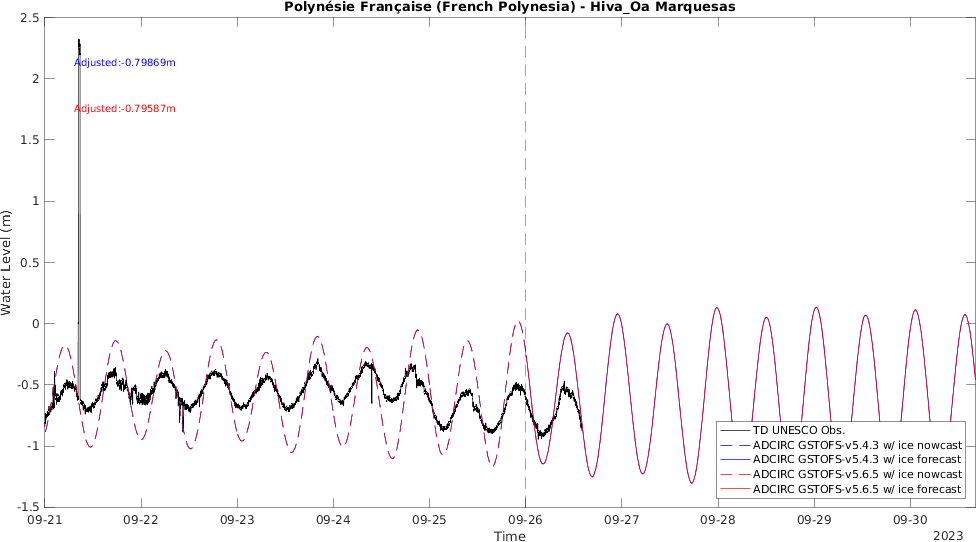 Polynésie Française (French Polynesia) - Hiva_Oa Marquesas
2.5
2
1.5
1
0.5
0
-0.5
-1
-1.5
Water Level (m)
Adjusted:-0.79869m
Adjusted:-0.79587m
TD UNESCO Obs.
ADCIRC GSTOFS-v5.4.3 w/ ice nowcast
ADCIRC GSTOFS-v5.4.3 w/ ice forecast
ADCIRC GSTOFS-v5.6.5 w/ ice nowcast
ADCIRC GSTOFS-v5.6.5 w/ ice forecast
09-21 09-22 09-23 09-24 09-25 09-26 09-27 09-28 09-29 09-30
Time
2023